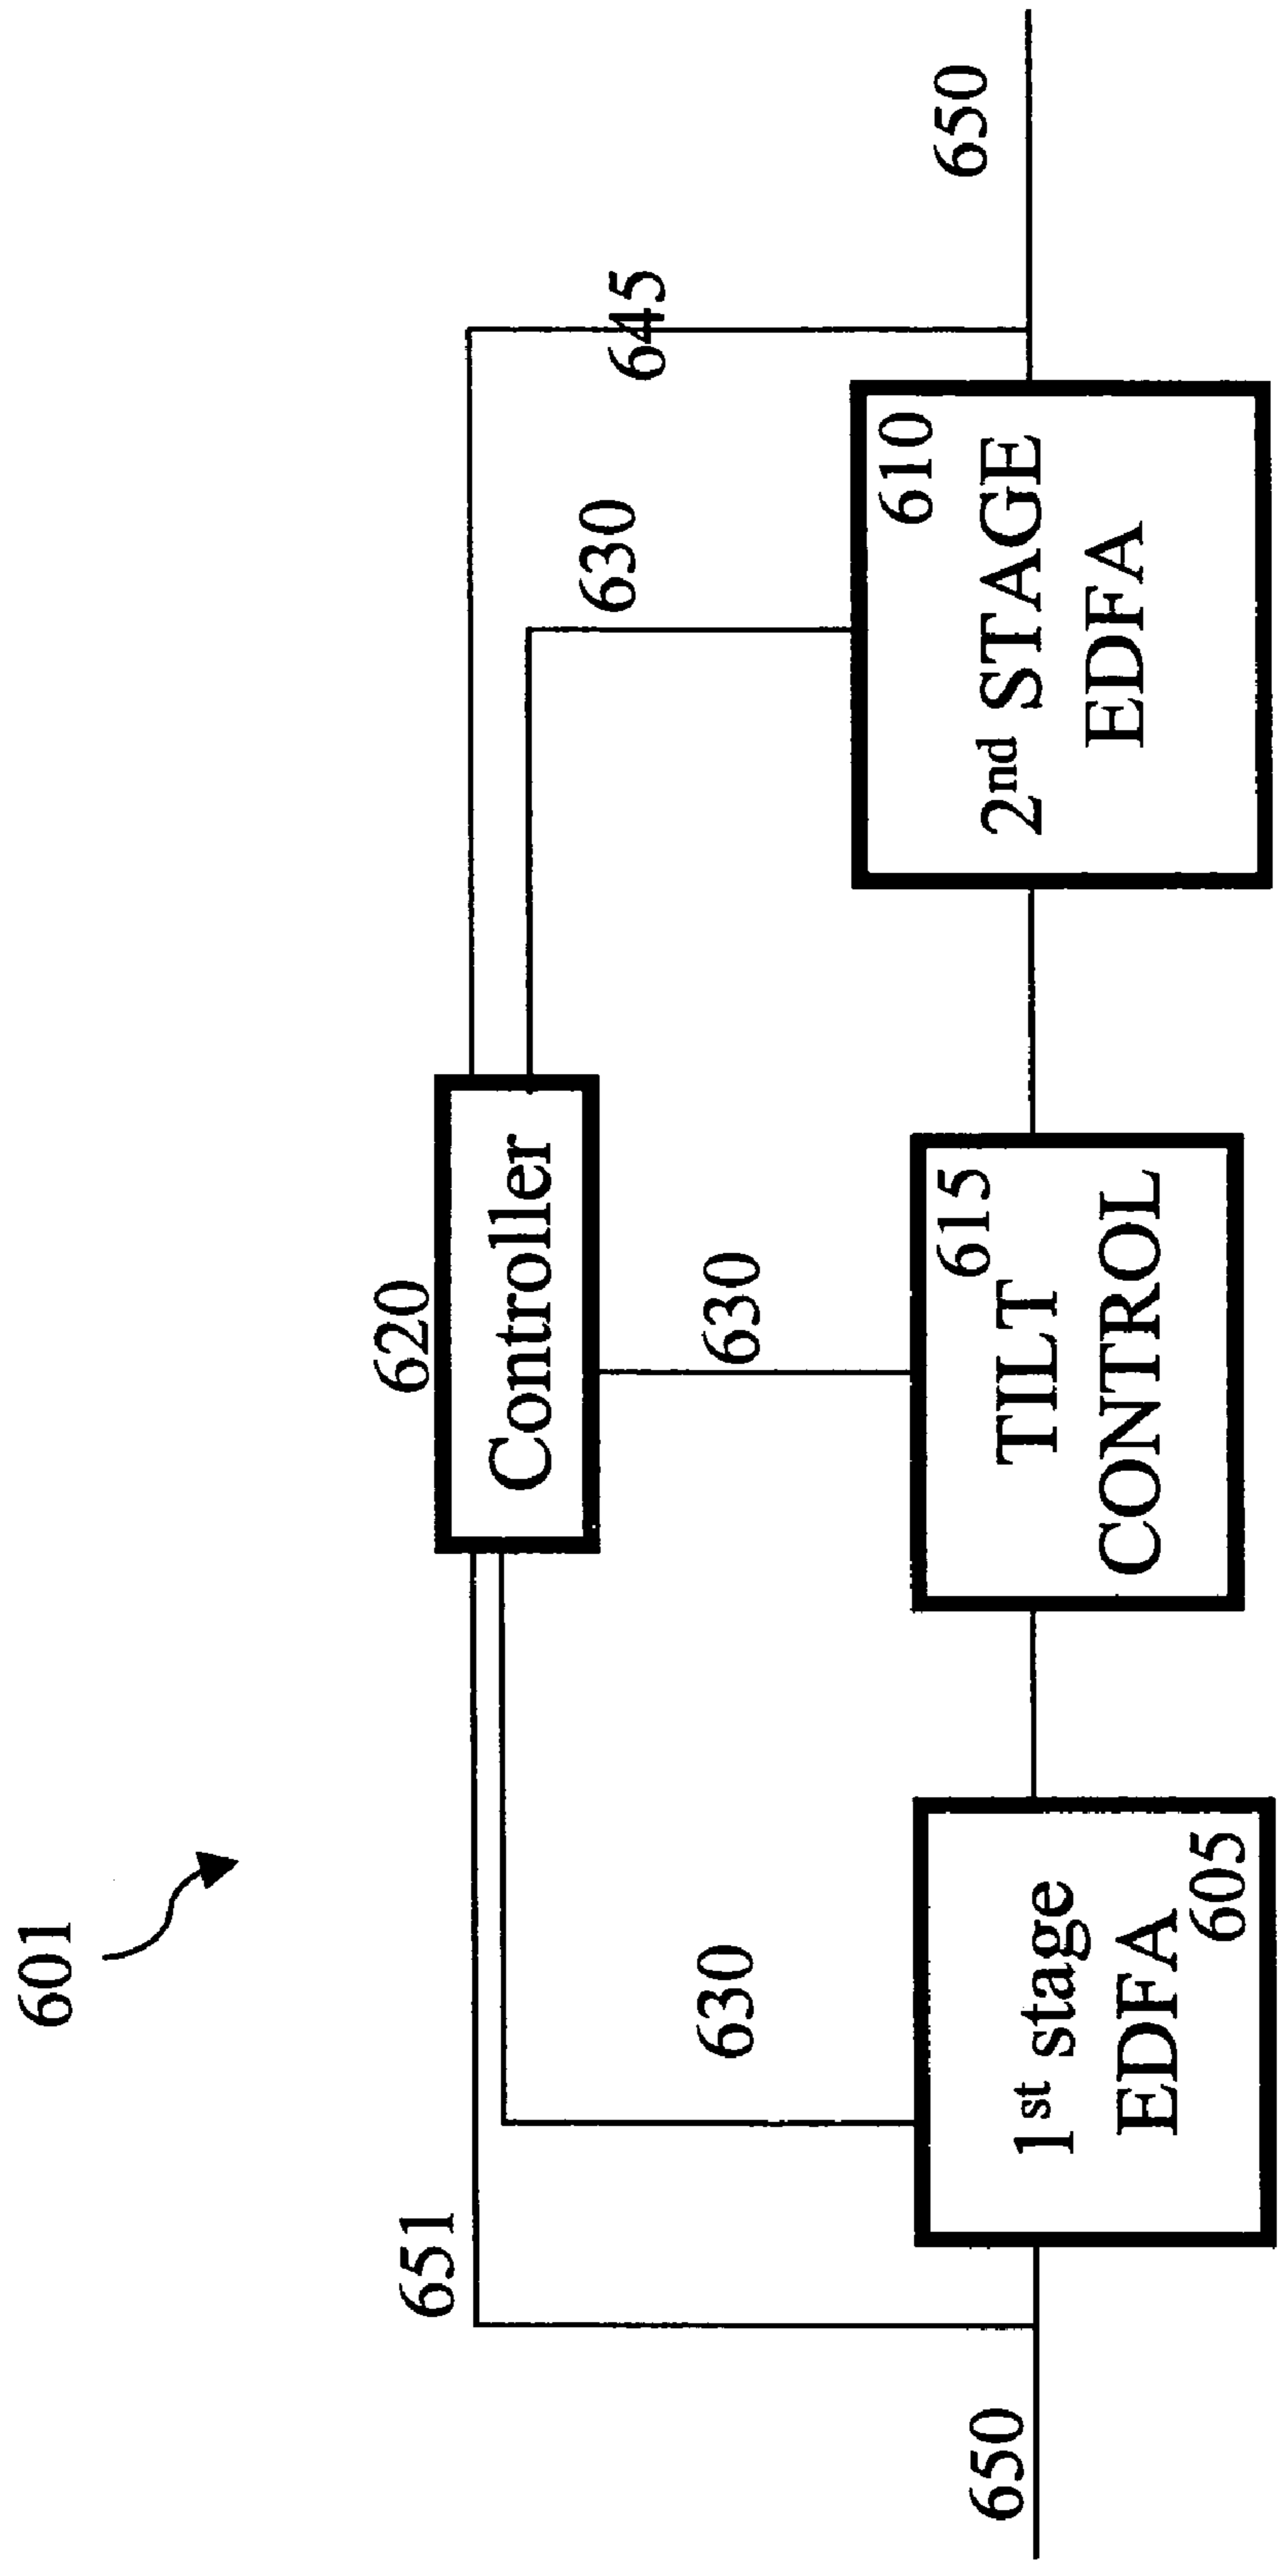 601
620
Controller
651
645
630
630
630
650
650
1st stage
EDFA
605
615
TILT
CONTROL
610
2nd STAGE
EDFA